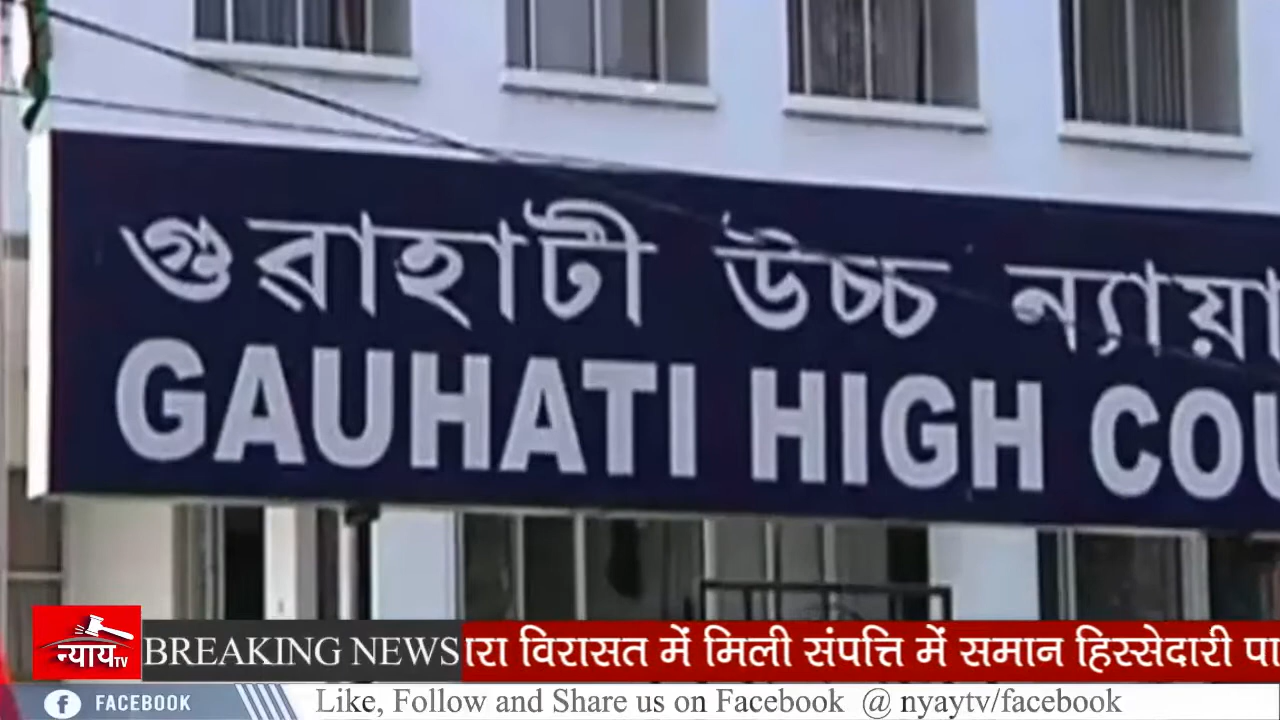 গুৱাহাটী উচ্চ ন্যায়া
GAUHATI HIGH COU
न्याय TV
BREAKING NEWS
ारा विरासत में मिली संपत्ति में समान हिस्सेदारी पा
FACEBOOK
Like, Follow and Share us on Facebook @ nyaytv/facebook